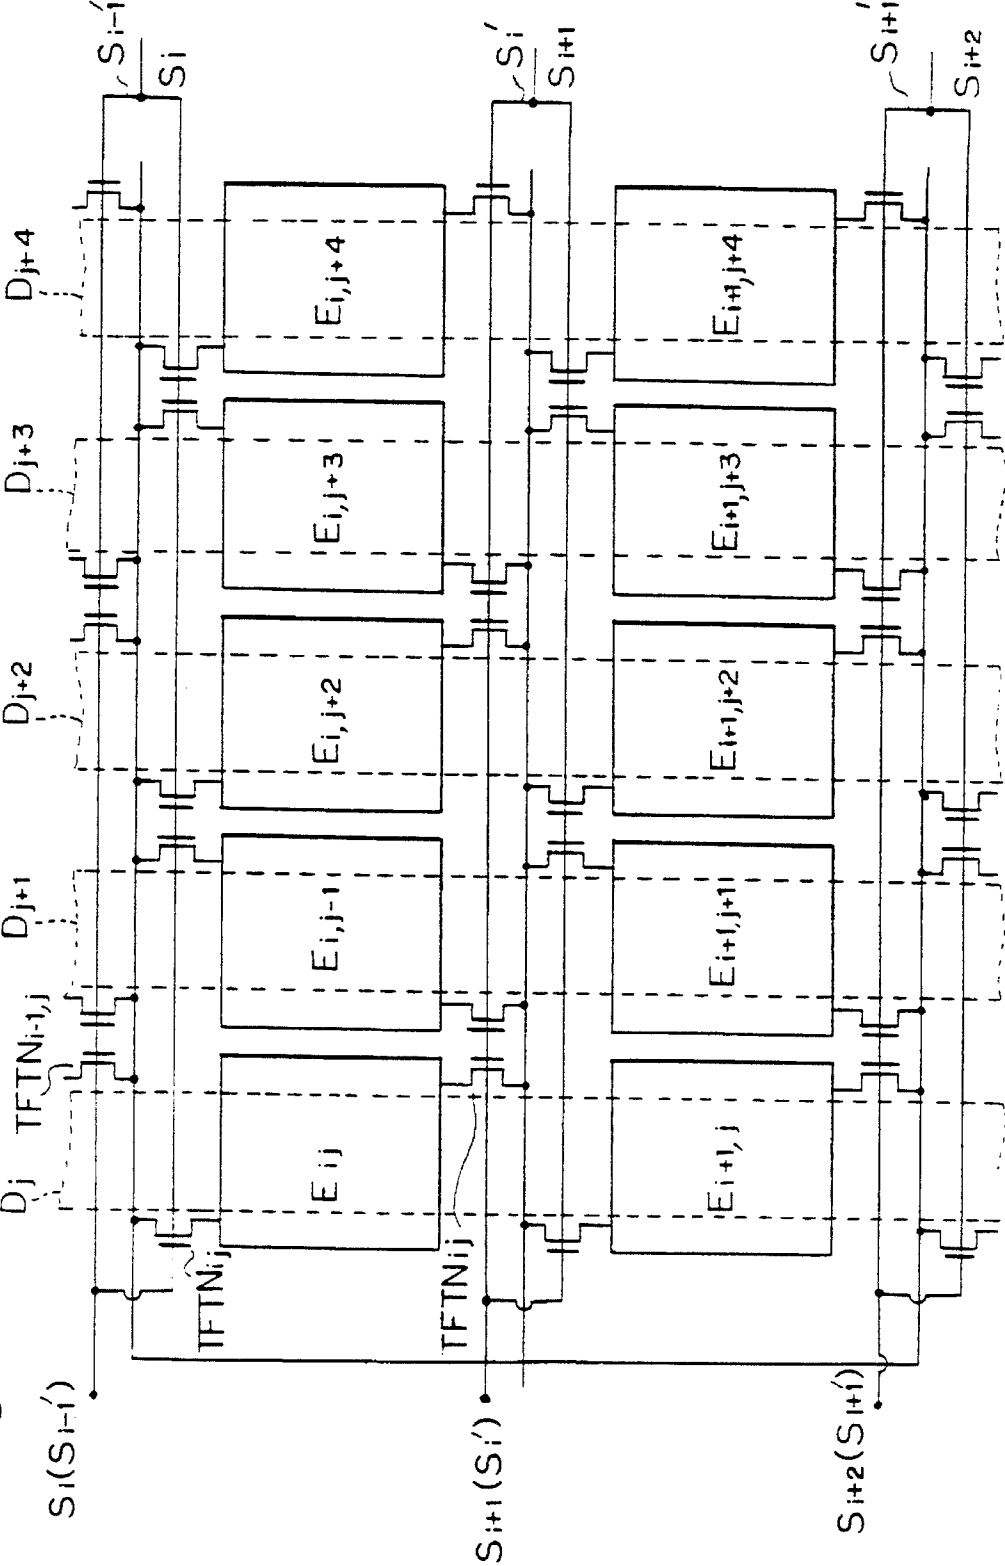 Dj
TFTNi-1,j
Dj+1
Dj+2
Dj+3
Dj+4
Si(Si-1')
Si-1'
Si
TFTNij
Eij
Ei,j-1
Ei,j+2
Ei,j+3
Ei,j+4
TFTNij
Si+1(Si')
Si'
Si+1
Ei+1,j
Ei+1,j+1
Ei+1,j+2
Ei+1,j+3
Ei+1,j+4
Si+2(Si+1')
Si+1'
Si+2